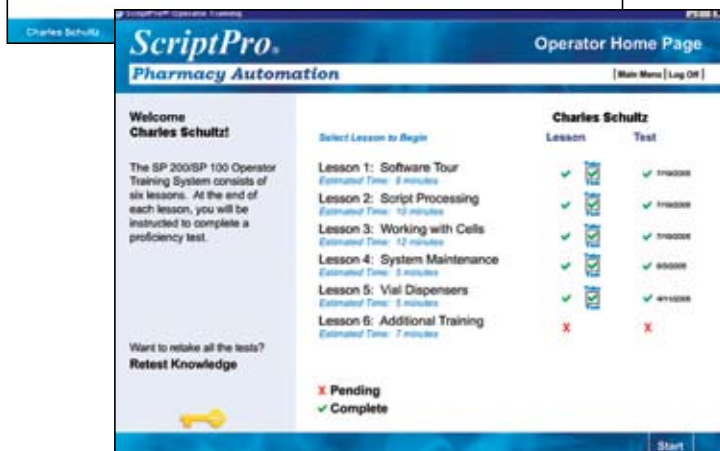 ScriptPro® Operator Training
Charles Schultz
ScriptPro®
Operator Home Page
Pharmacy Automation
[ Main Menu | Log Off ]
Welcome
Charles Schultz!
The SP 200/SP 100 Operator
Training System consists of
six lessons. At the end of
each lesson, you will be
instructed to complete a
proficiency test.
Want to retake all the tests?
Retest Knowledge
Charles Schultz
Select Lesson to Begin
Lesson
Test
Lesson 1: Software Tour
Estimated Time: 8 minutes
Lesson 2: Script Processing
Estimated Time: 10 minutes
Lesson 3: Working with Cells
Estimated Time: 12 minutes
Lesson 4: System Maintenance
Estimated Time: 5 minutes
Lesson 5: Vial Dispensers
Estimated Time: 5 minutes
Lesson 6: Additional Training
Estimated Time: 7 minutes
X X
X Pending
✓ Complete
Start